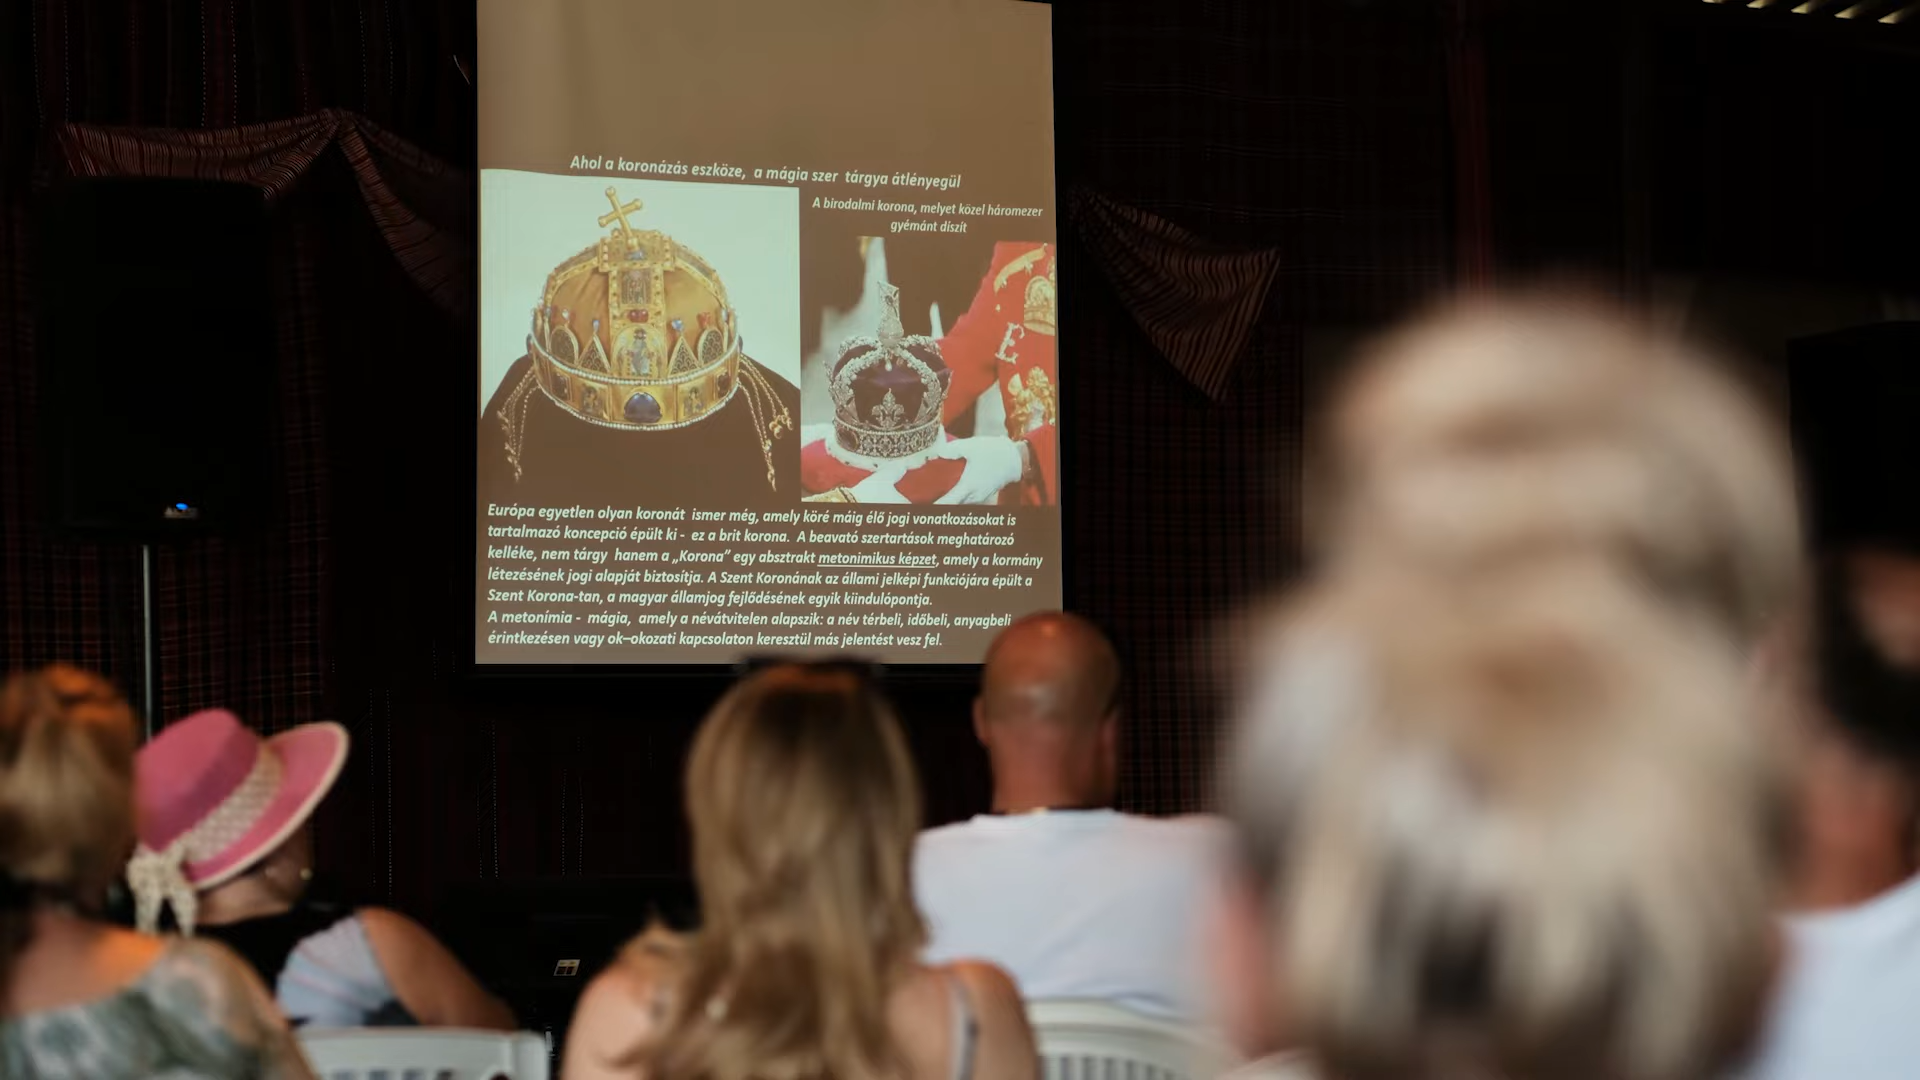 Ahol a koronázás eszköze, a mágia szer tárgya átlényegül
A birodalmi korona, melyet közel háromezer
gyémánt díszít
E
Európa egyetlen olyan koronát ismer még, amely köré máig élő jogi vonatkozásokat is
tartalmazó koncepció épült ki - ez a brit korona. A beavató szertartások meghatározó
kelléke, nem tárgy hanem a „Korona" egy absztrakt metonimikus képzet, amely a kormány
létezésének jogi alapját biztosítja. A Szent Koronának az állami jelképi funkciójára épült a
Szent Korona-tan, a magyar államjog fejlődésének egyik kiindulópontja.
A metonímia - mágia, amely a névátvitelen alapszik: a név térbeli, időbeli, anyagbeli
érintkezésen vagy ok–okozati kapcsolaton keresztül más jelentést vesz fel.